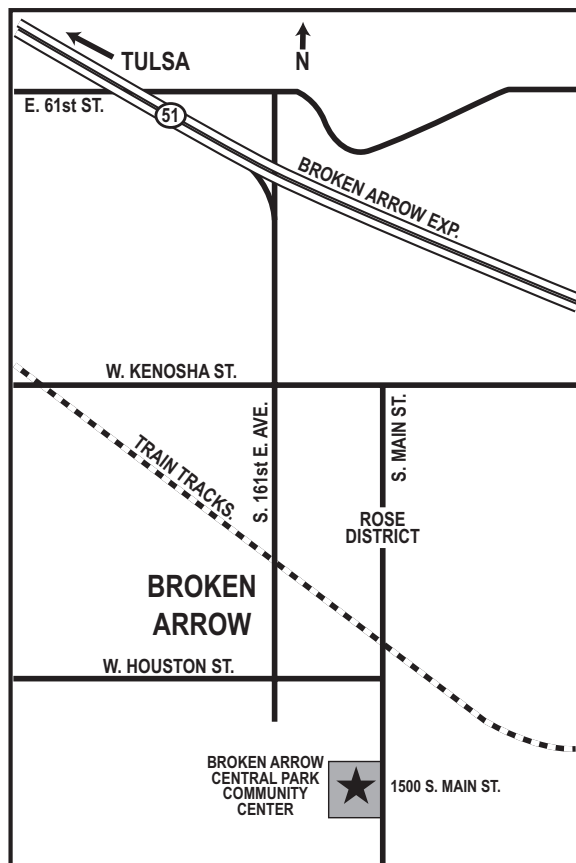 TULSA
N
E. 61st ST.
51
BROKEN ARROW EXP.
W. KENOSHA ST.
S. 161st E. AVE.
S. MAIN ST.
TRAIN TRACKS.
ROSE
DISTRICT
BROKEN
ARROW
W. HOUSTON ST.
BROKEN ARROW
CENTRAL PARK
COMMUNITY
CENTER
1500 S. MAIN ST.